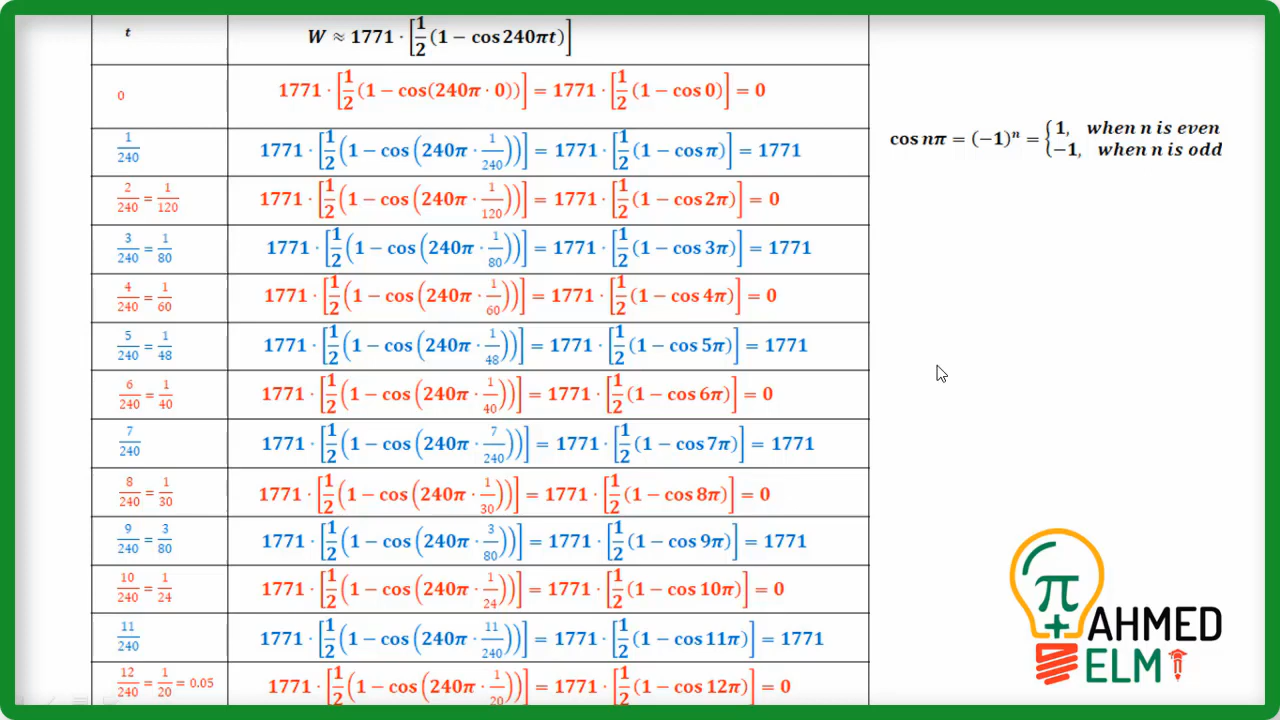 t W ≈ 1771 · [1/2 (1 − cos 240πt)]
0 1771 · [1/2 (1 − cos(240π · 0))] = 1771 · [1/2 (1 − cos 0)] = 0
1/240 1771 · [1/2 (1 − cos (240π · 1/240))] = 1771 · [1/2 (1 − cos π)] = 1771
2/240 = 1/120 1771 · [1/2 (1 − cos (240π · 1/120))] = 1771 · [1/2 (1 − cos 2π)] = 0
3/240 = 1/80 1771 · [1/2 (1 − cos (240π · 1/80))] = 1771 · [1/2 (1 − cos 3π)] = 1771
4/240 = 1/60 1771 · [1/2 (1 − cos (240π · 1/60))] = 1771 · [1/2 (1 − cos 4π)] = 0
5/240 = 1/48 1771 · [1/2 (1 − cos (240π · 1/48))] = 1771 · [1/2 (1 − cos 5π)] = 1771
6/240 = 1/40 1771 · [1/2 (1 − cos (240π · 1/40))] = 1771 · [1/2 (1 − cos 6π)] = 0
7/240 1771 · [1/2 (1 − cos (240π · 7/240))] = 1771 · [1/2 (1 − cos 7π)] = 1771
8/240 = 1/30 1771 · [1/2 (1 − cos (240π · 1/30))] = 1771 · [1/2 (1 − cos 8π)] = 0
9/240 = 3/80 1771 · [1/2 (1 − cos (240π · 3/80))] = 1771 · [1/2 (1 − cos 9π)] = 1771
10/240 = 1/24 1771 · [1/2 (1 − cos (240π · 1/24))] = 1771 · [1/2 (1 − cos 10π)] = 0
11/240 1771 · [1/2 (1 − cos (240π · 11/240))] = 1771 · [1/2 (1 − cos 11π)] = 1771
12/240 = 1/20 = 0.05 1771 · [1/2 (1 − cos (240π · 1/20))] = 1771 · [1/2 (1 − cos 12π)] = 0
cos nπ = (−1)ⁿ = { 1, when n is even
−1, when n is odd
π
+
AHMED
ELMI